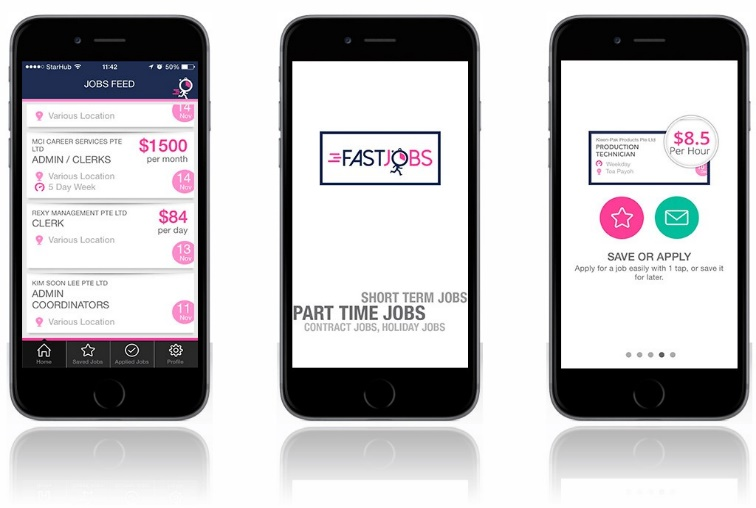 StarHub 11:42 50%
JOBS FEED
14
Various Location
MCI CAREER SERVICES PTE
LTD
ADMIN / CLERKS
$1500
per month
Various Location
5 Day Week
14
Nov
REXY MANAGEMENT PTE LTD
CLERK
$84
per day
Various Location
13
Nov
KIM SOON LEE PTE LTD
ADMIN
COORDINATORS
Various Location
11
Nov
Home Saved Jobs Applied Jobs Profile
FASTJOBS
SHORT TERM JOBS
PART TIME JOBS
CONTRACT JOBS, HOLIDAY JOBS
PRODUCTION
TECHNICIAN
Weekday
Toa Payoh
$8.5
Per Hour
SAVE OR APPLY
Apply for a job easily with 1 tap, or save it
for later.